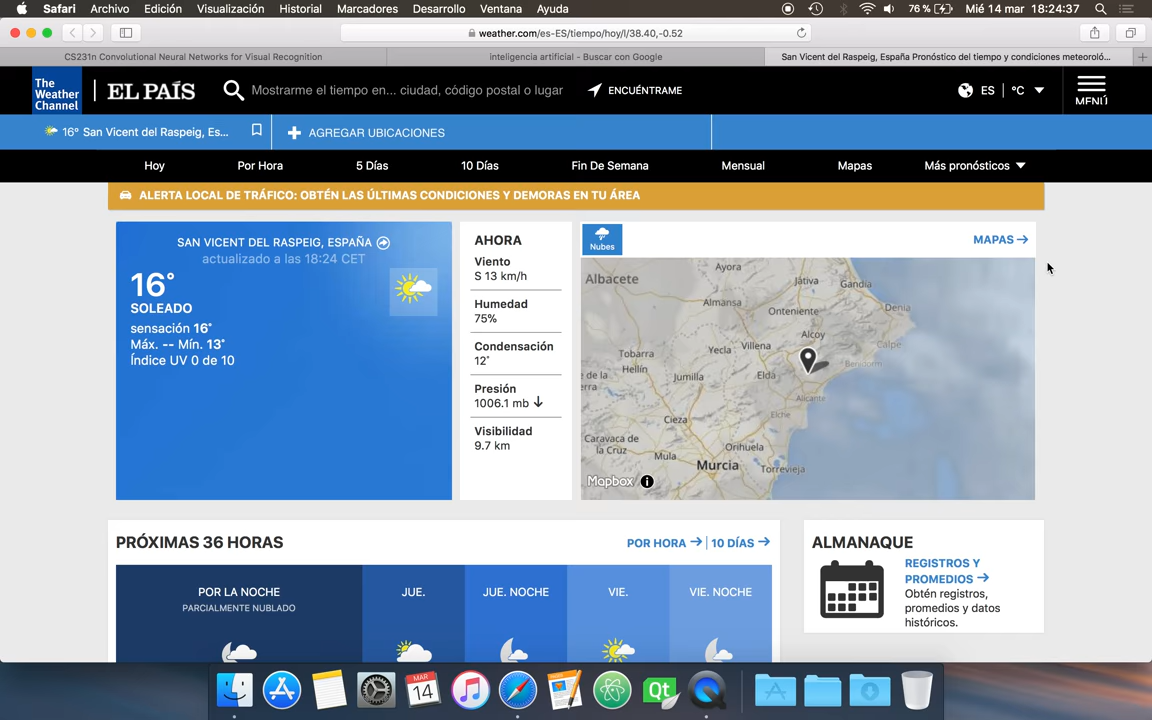 Safari Archivo Edición Visualización Historial Marcadores Desarrollo Ventana Ayuda 76 % Mié 14 mar 18:24:37
weather.com/es-ES/tiempo/hoy/l/38.40,-0.52
CS231n Convolutional Neural Networks for Visual Recognition
inteligencia artificial - Buscar con Google
San Vicent del Raspeig, España Pronóstico del tiempo y condiciones meteoroló...
The
Weather
Channel
EL PAÍS
Mostrarme el tiempo en... ciudad, código postal o lugar
ENCUÉNTRAME
ES °C
MENÚ
16° San Vicent del Raspeig, Es...
AGREGAR UBICACIONES
Hoy Por Hora 5 Días 10 Días Fin De Semana Mensual Mapas Más pronósticos
ALERTA LOCAL DE TRÁFICO: OBTÉN LAS ÚLTIMAS CONDICIONES Y DEMORAS EN TU ÁREA
SAN VICENT DEL RASPEIG, ESPAÑA
actualizado a las 18:24 CET
16°
SOLEADO
sensación 16°
Máx. -- Mín. 13°
Índice UV 0 de 10
AHORA
Viento
S 13 km/h
Humedad
75%
Condensación
12°
Presión
1006.1 mb
Visibilidad
9.7 km
Nubes
MAPAS
Albacete
Ayora
Játiva
Gandía
Almansa
Onteniente
Denia
Alcoy
Tobarra
Yecla
Villena
Calpe
Hellín
Benidorm
Jumilla
Elda
e de la
erra
Alicante
Elche
Cieza
Caravaca de
la Cruz
Orihuela
Mula
Murcia
Torrevieja
Mapbox
PRÓXIMAS 36 HORAS
POR HORA 10 DÍAS
POR LA NOCHE
PARCIALMENTE NUBLADO
JUE.
JUE. NOCHE
VIE.
VIE. NOCHE
ALMANAQUE
REGISTROS Y
PROMEDIOS
Obtén registros,
promedios y datos
históricos.
MAR
14
Qt